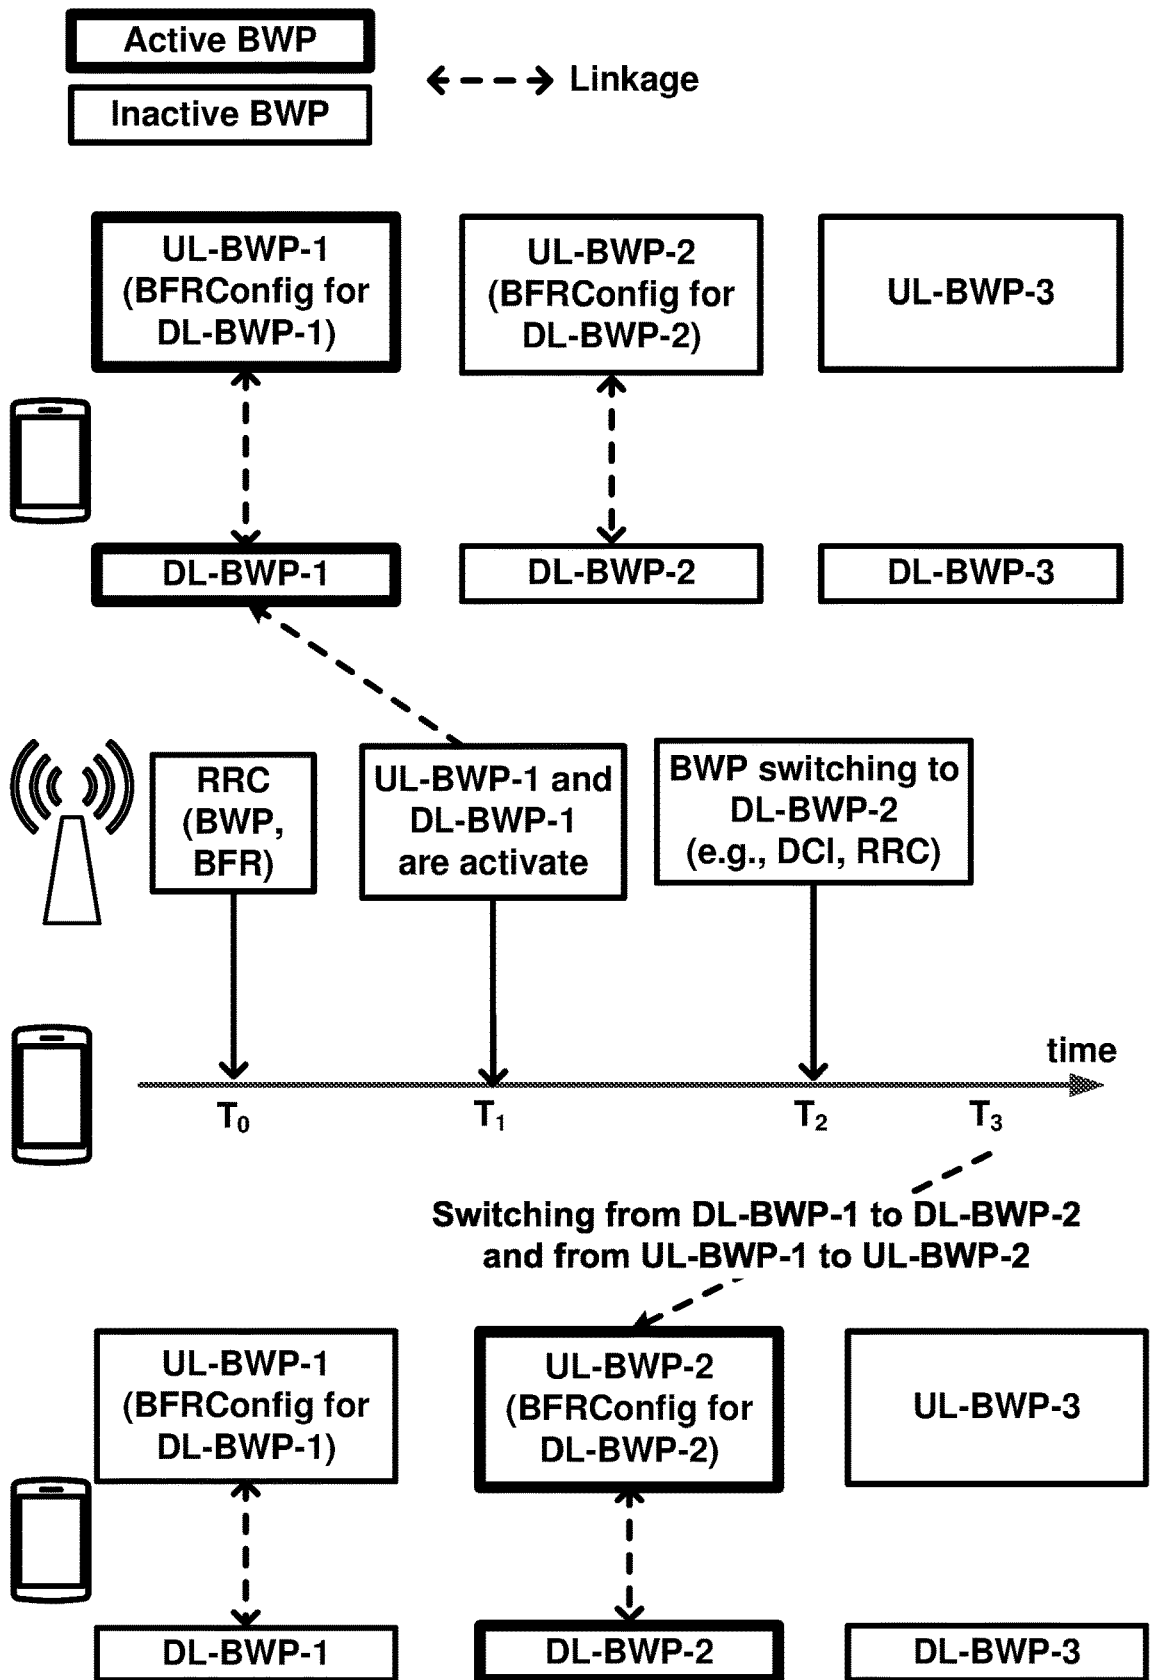 Active BWP
Linkage
Inactive BWP
UL-BWP-1
(BFRConfig for
DL-BWP-1)
UL-BWP-2
(BFRConfig for
DL-BWP-2)
UL-BWP-3
DL-BWP-1
DL-BWP-2
DL-BWP-3
RRC
(BWP,
BFR)
UL-BWP-1 and
DL-BWP-1
are activate
BWP switching to
DL-BWP-2
(e.g., DCI, RRC)
time
T0
T1
T2
T3
Switching from DL-BWP-1 to DL-BWP-2
and from UL-BWP-1 to UL-BWP-2
UL-BWP-1
(BFRConfig for
DL-BWP-1)
UL-BWP-2
(BFRConfig for
DL-BWP-2)
UL-BWP-3
DL-BWP-1
DL-BWP-2
DL-BWP-3